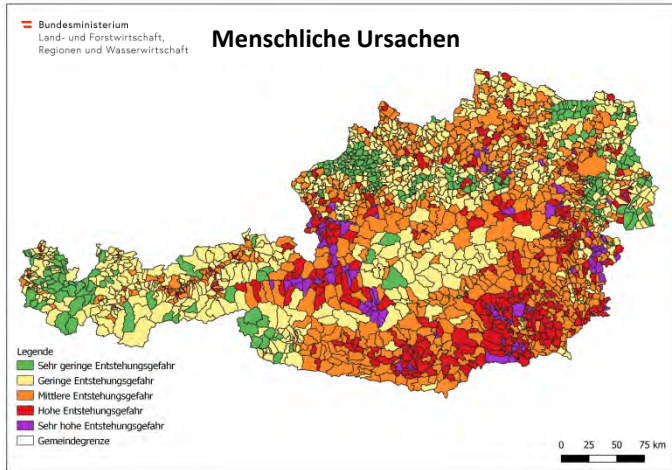 Bundesministerium
Land- und Forstwirtschaft,
Regionen und Wasserwirtschaft
Menschliche Ursachen
Legende
Sehr geringe Entstehungsgefahr
Geringe Entstehungsgefahr
Mittlere Entstehungsgefahr
Hohe Entstehungsgefahr
Sehr hohe Entstehungsgefahr
Gemeindegrenze
0 25 50 75 km